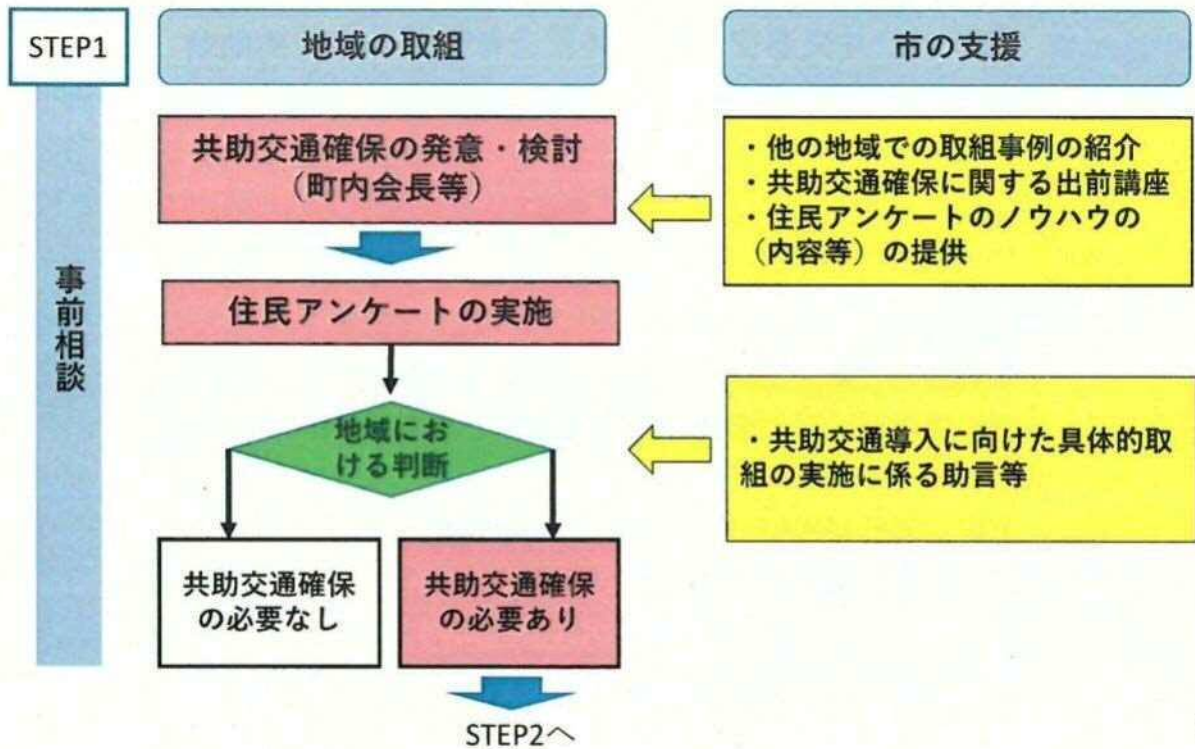 STEP1
地域の取組
市の支援
事前相談
共助交通確保の発意・検討
（町内会長等）
・他の地域での取組事例の紹介
・共助交通確保に関する出前講座
・住民アンケートのノウハウの
（内容等）の提供
住民アンケートの実施
地域にお
ける判断
・共助交通導入に向けた具体的取
組の実施に係る助言等
共助交通確保
の必要なし
共助交通確保
の必要あり
STEP2へ